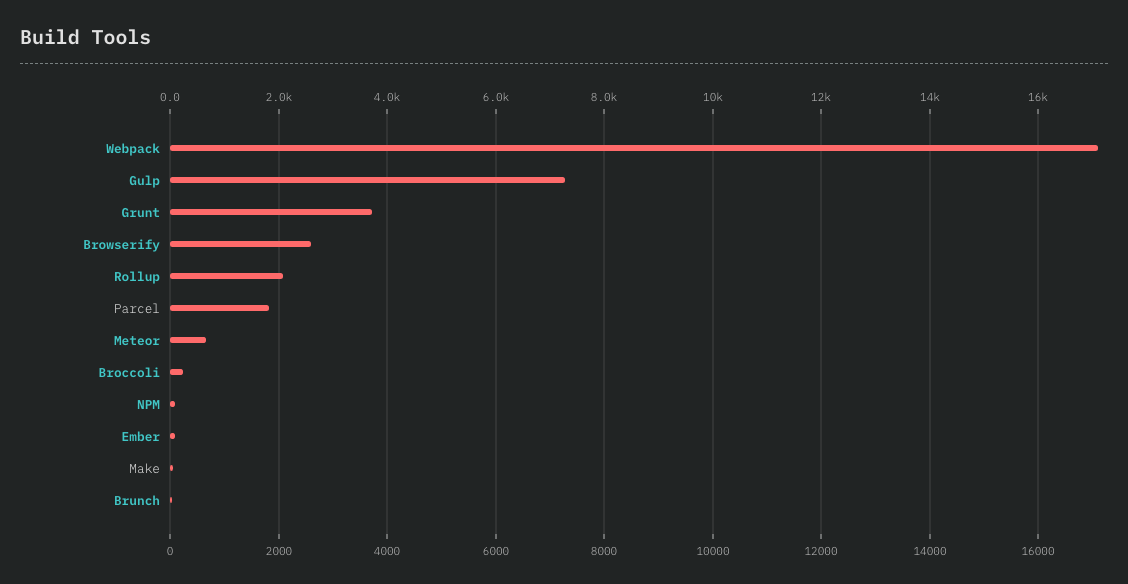 Build Tools
0.0 2.0k 4.0k 6.0k 8.0k 10k 12k 14k 16k
Webpack
Gulp
Grunt
Browserify
Rollup
Parcel
Meteor
Broccoli
NPM
Ember
Make
Brunch
0 2000 4000 6000 8000 10000 12000 14000 16000